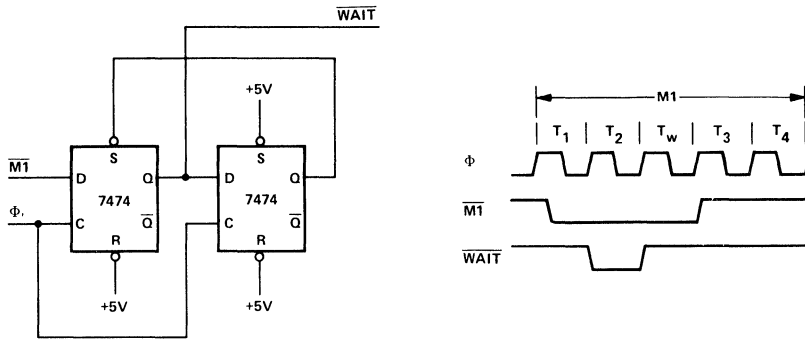 WAIT
+5V
M1
Φ
S
D Q
7474
C Q
R
+5V
S
D Q
7474
C Q
R
+5V
M1
T1 T2 Tw T3 T4
Φ
M1
WAIT